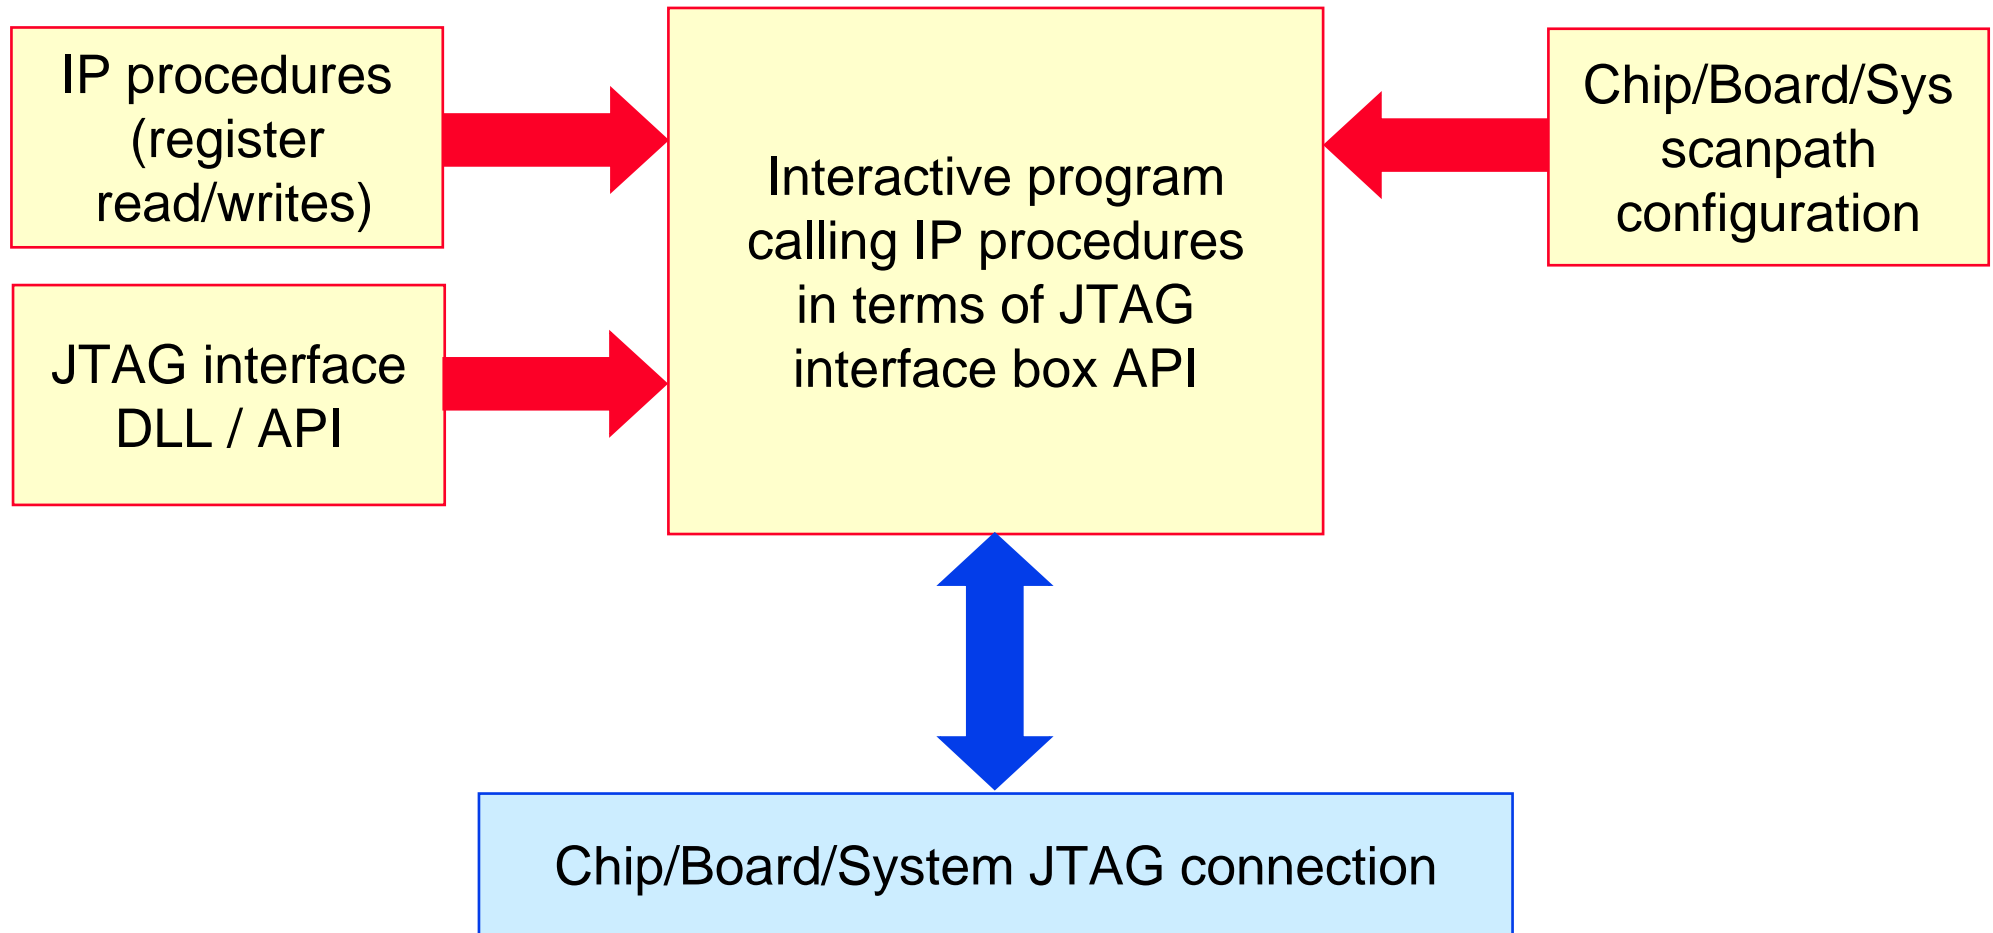 IP procedures
(register
read/writes)
JTAG interface
DLL / API
Interactive program
calling IP procedures
in terms of JTAG
interface box API
Chip/Board/Sys
scanpath
configuration
Chip/Board/System JTAG connection